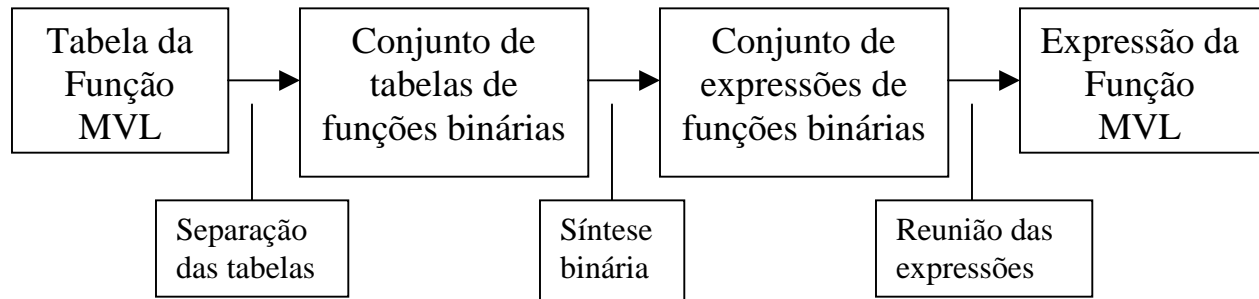 Tabela da
Função
MVL
Conjunto de
tabelas de
funções binárias
Conjunto de
expressões de
funções binárias
Expressão da
Função
MVL
Separação
das tabelas
Síntese
binária
Reunião das
expressões